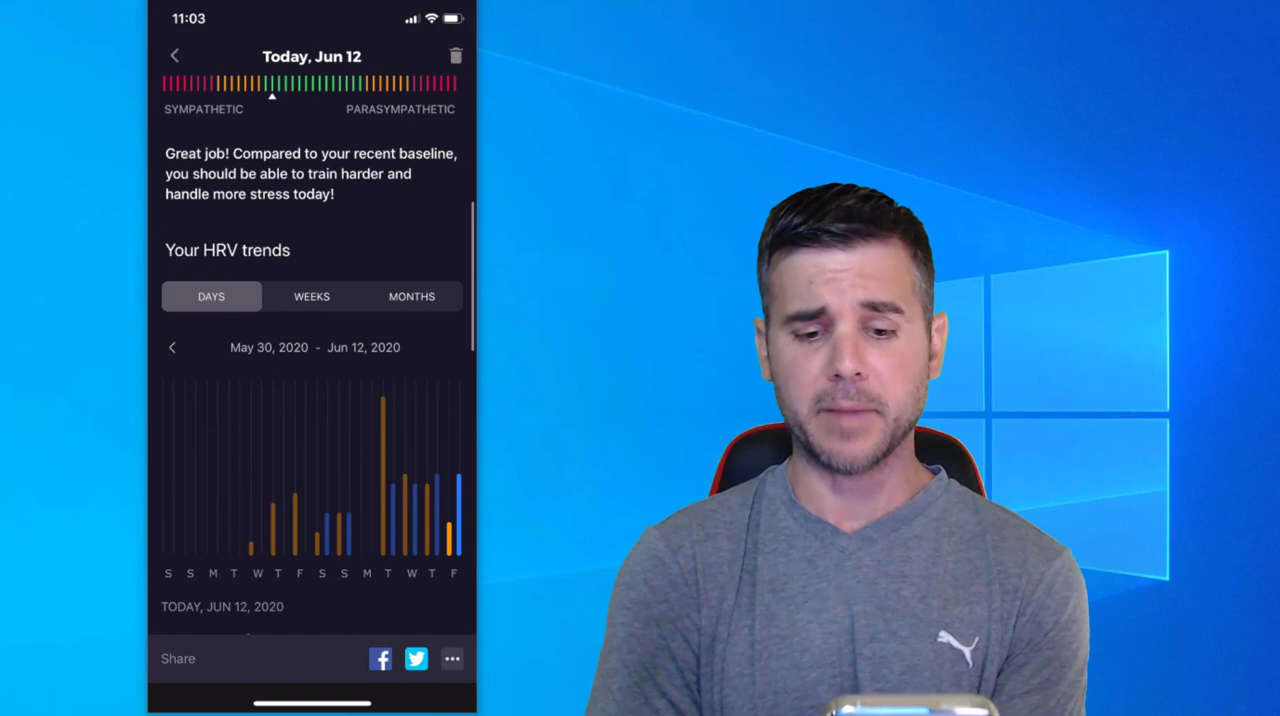 11:03
Today, Jun 12
SYMPATHETIC PARASYMPATHETIC
Great job! Compared to your recent baseline,
you should be able to train harder and
handle more stress today!
Your HRV trends
DAYS WEEKS MONTHS
May 30, 2020 - Jun 12, 2020
S S M T W T F S S M T W T F
TODAY, JUN 12, 2020
Share